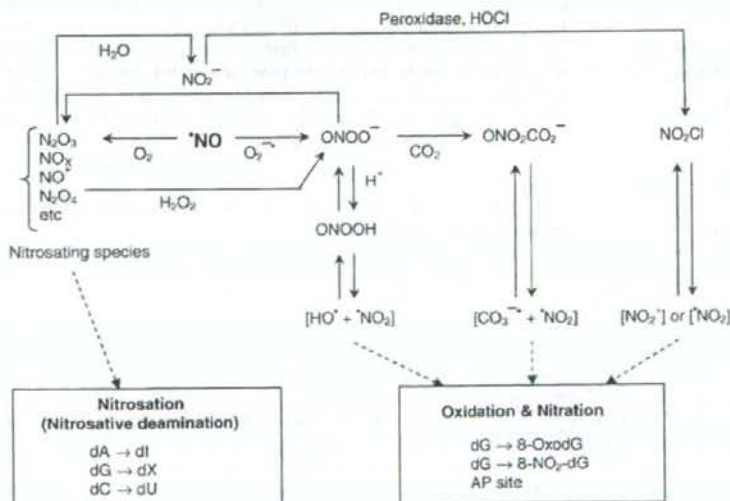 Peroxidase, HOCl
H₂O
NO₂⁻
N₂O₃
NOx
NO⁺
N₂O₄
etc
O₂
•NO
O₂⁻•
ONOO⁻
CO₂
ONO₂CO₂⁻
NO₂Cl
H₂O₂
H⁺
ONOOH
Nitrosating species
[HO• + •NO₂]
[CO₃⁻• + •NO₂]
[NO₂⁺] or [•NO₂]
Nitrosation
(Nitrosative deamination)
dA → dI
dG → dX
dC → dU
Oxidation & Nitration
dG → 8-OxodG
dG → 8-NO₂-dG
AP site